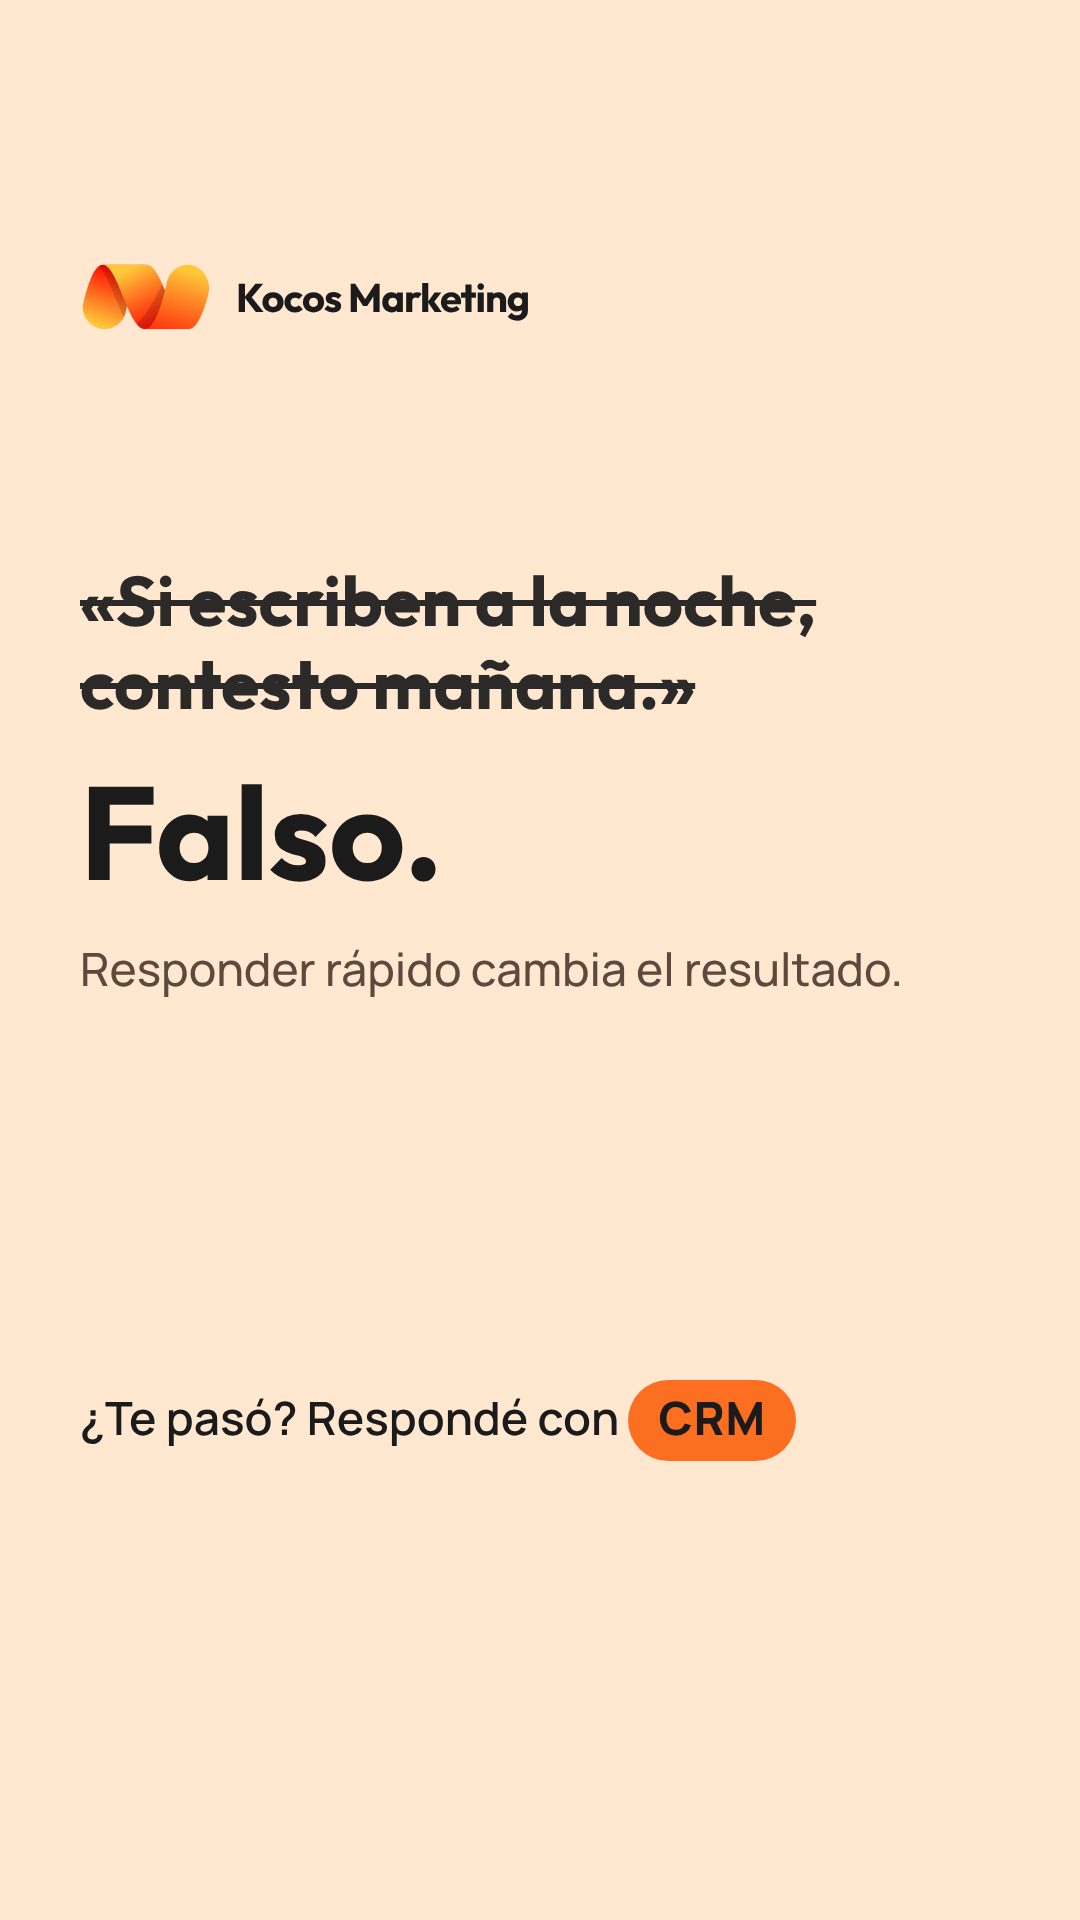 Kocos Marketing
«Si escriben a la noche,
contesto mañana.»
Falso.
Responder rápido cambia el resultado.
¿Te pasó? Respondé con CRM